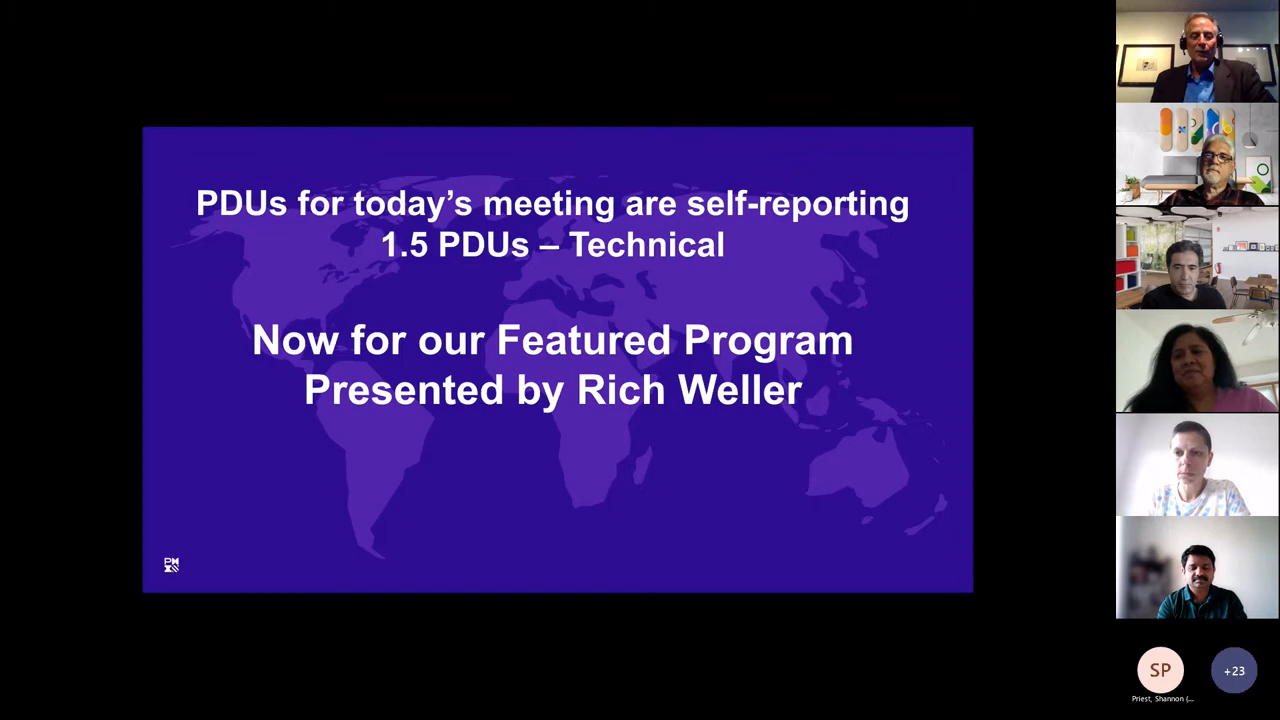 PDUs for today's meeting are self-reporting
1.5 PDUs – Technical
Now for our Featured Program
Presented by Rich Weller
SP
+23
Priest, Shannon (...